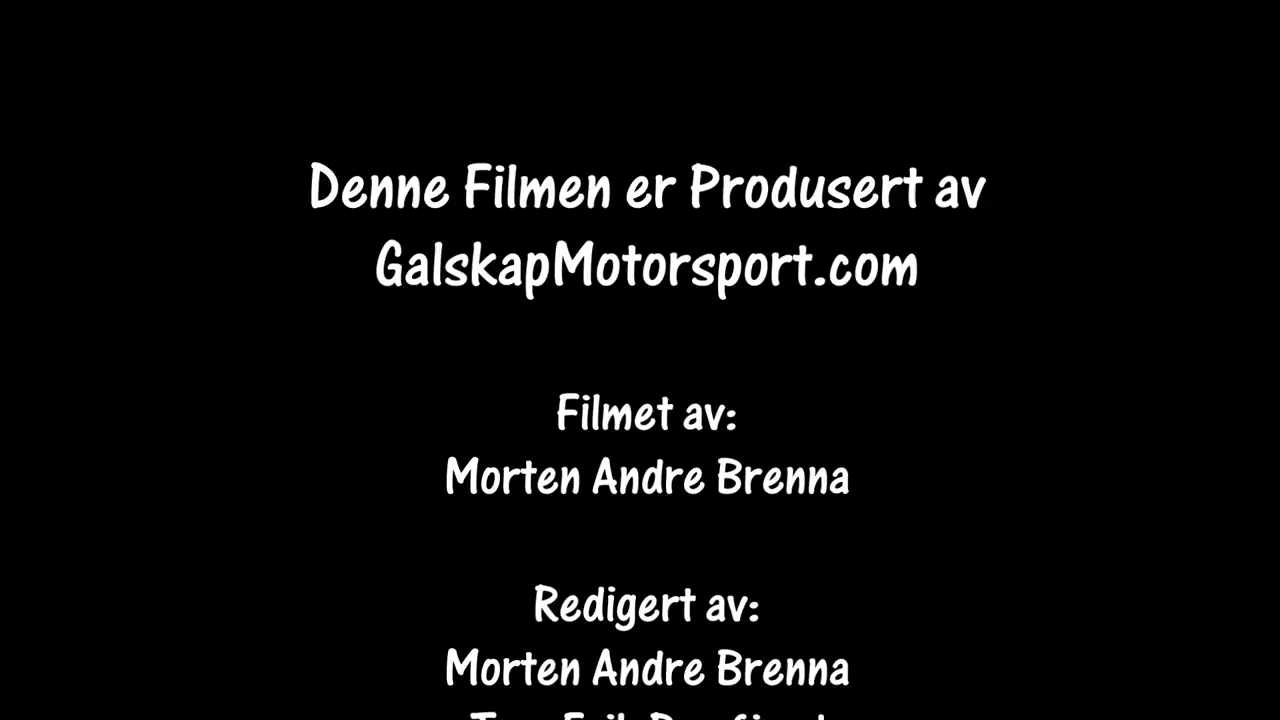 Denne Filmen er Produsert av
GalskapMotorsport.com
Filmet av:
Morten Andre Brenna
Redigert av:
Morten Andre Brenna